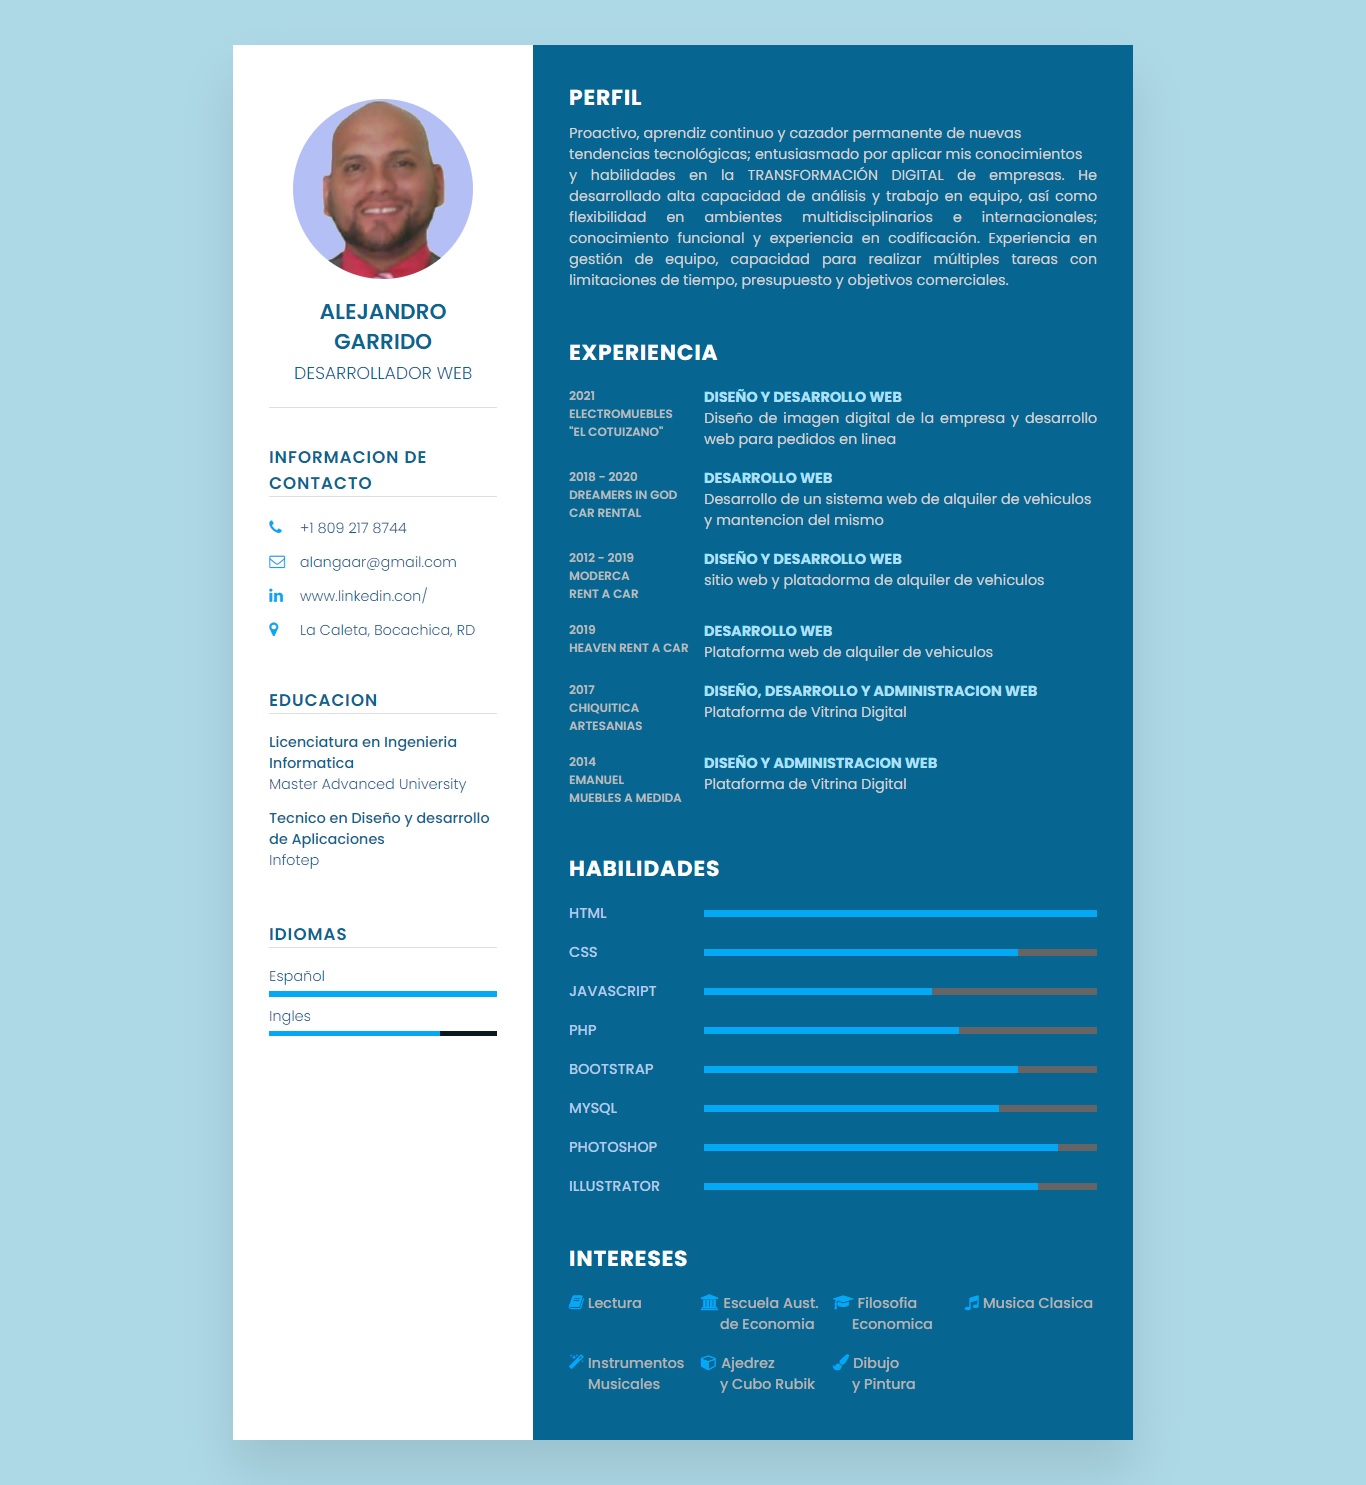 ALEJANDRO
GARRIDO
DESARROLLADOR WEB
INFORMACION DE
CONTACTO
+1 809 217 8744
alangaar@gmail.com
www.linkedin.con/
La Caleta, Bocachica, RD
EDUCACION
Licenciatura en Ingenieria
Informatica
Master Advanced University
Tecnico en Diseño y desarrollo
de Aplicaciones
Infotep
IDIOMAS
Español
Ingles
PERFIL
Proactivo, aprendiz continuo y cazador permanente de nuevas
tendencias tecnológicas; entusiasmado por aplicar mis conocimientos
y habilidades en la TRANSFORMACIÓN DIGITAL de empresas. He
desarrollado alta capacidad de análisis y trabajo en equipo, así como
flexibilidad en ambientes multidisciplinarios e internacionales;
conocimiento funcional y experiencia en codificación. Experiencia en
gestión de equipo, capacidad para realizar múltiples tareas con
limitaciones de tiempo, presupuesto y objetivos comerciales.
EXPERIENCIA
2021
ELECTROMUEBLES
"EL COTUIZANO"
DISEÑO Y DESARROLLO WEB
Diseño de imagen digital de la empresa y desarrollo
web para pedidos en linea
2018 - 2020
DREAMERS IN GOD
CAR RENTAL
DESARROLLO WEB
Desarrollo de un sistema web de alquiler de vehiculos
y mantencion del mismo
2012 - 2019
MODERCA
RENT A CAR
DISEÑO Y DESARROLLO WEB
sitio web y platadorma de alquiler de vehiculos
2019
HEAVEN RENT A CAR
DESARROLLO WEB
Plataforma web de alquiler de vehiculos
2017
CHIQUITICA
ARTESANIAS
DISEÑO, DESARROLLO Y ADMINISTRACION WEB
Plataforma de Vitrina Digital
2014
EMANUEL
MUEBLES A MEDIDA
DISEÑO Y ADMINISTRACION WEB
Plataforma de Vitrina Digital
HABILIDADES
HTML
CSS
JAVASCRIPT
PHP
BOOTSTRAP
MYSQL
PHOTOSHOP
ILLUSTRATOR
INTERESES
Lectura
Escuela Aust.
de Economia
Filosofia
Economica
Musica Clasica
Instrumentos
Musicales
Ajedrez
y Cubo Rubik
Dibujo
y Pintura